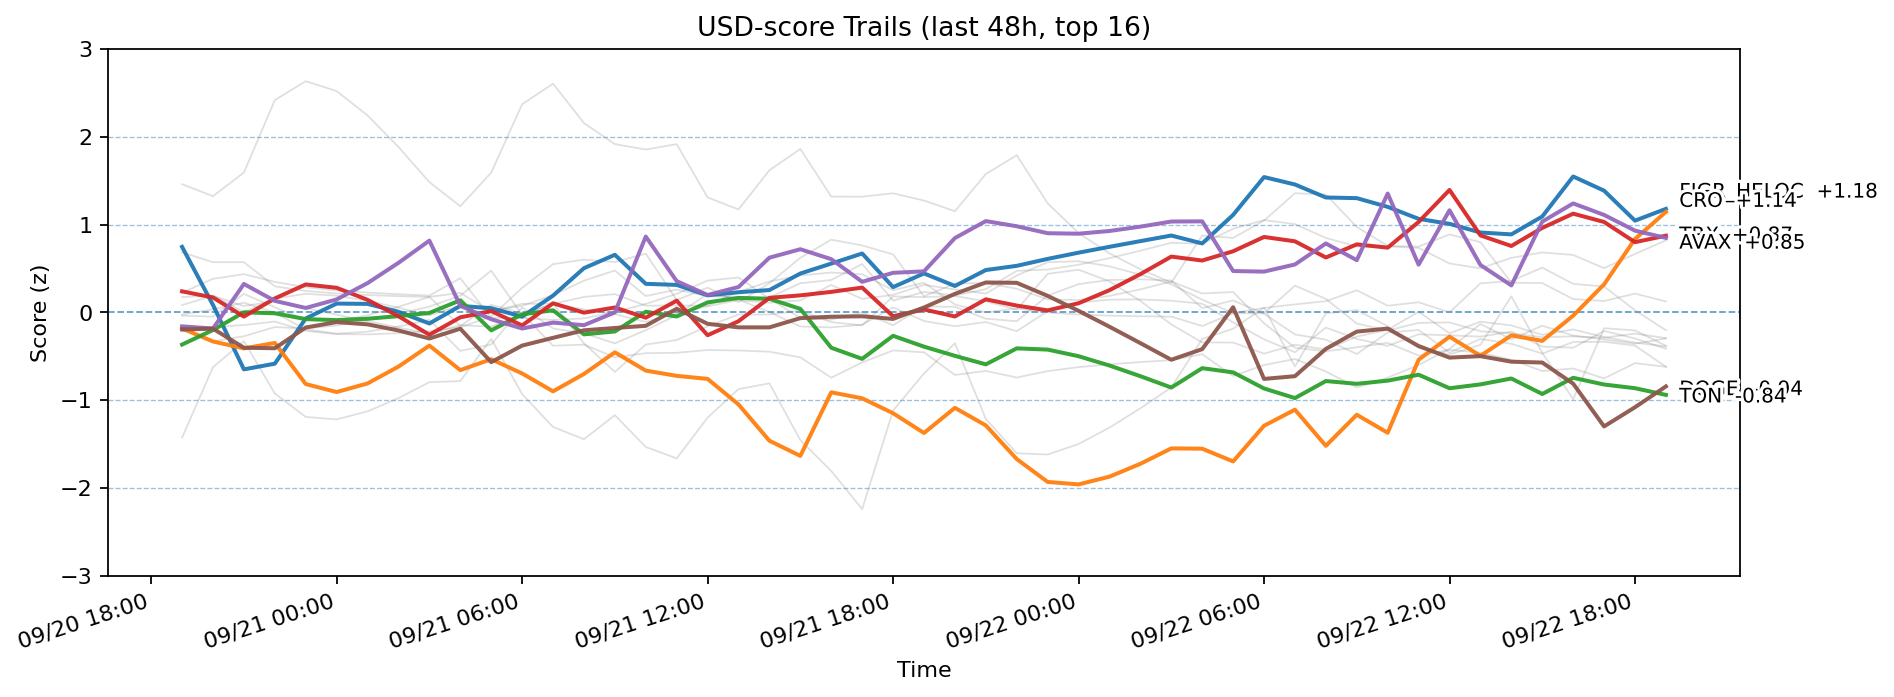 USD-score Trails (last 48h, top 16)
Score (z)
3
2
1
0
−1
−2
−3
+1.18
CRO +1.14
AVAX +0.85
TON -0.84
09/20 18:00
09/21 00:00
09/21 06:00
09/21 12:00
09/21 18:00
09/22 00:00
09/22 06:00
09/22 12:00
09/22 18:00
Time